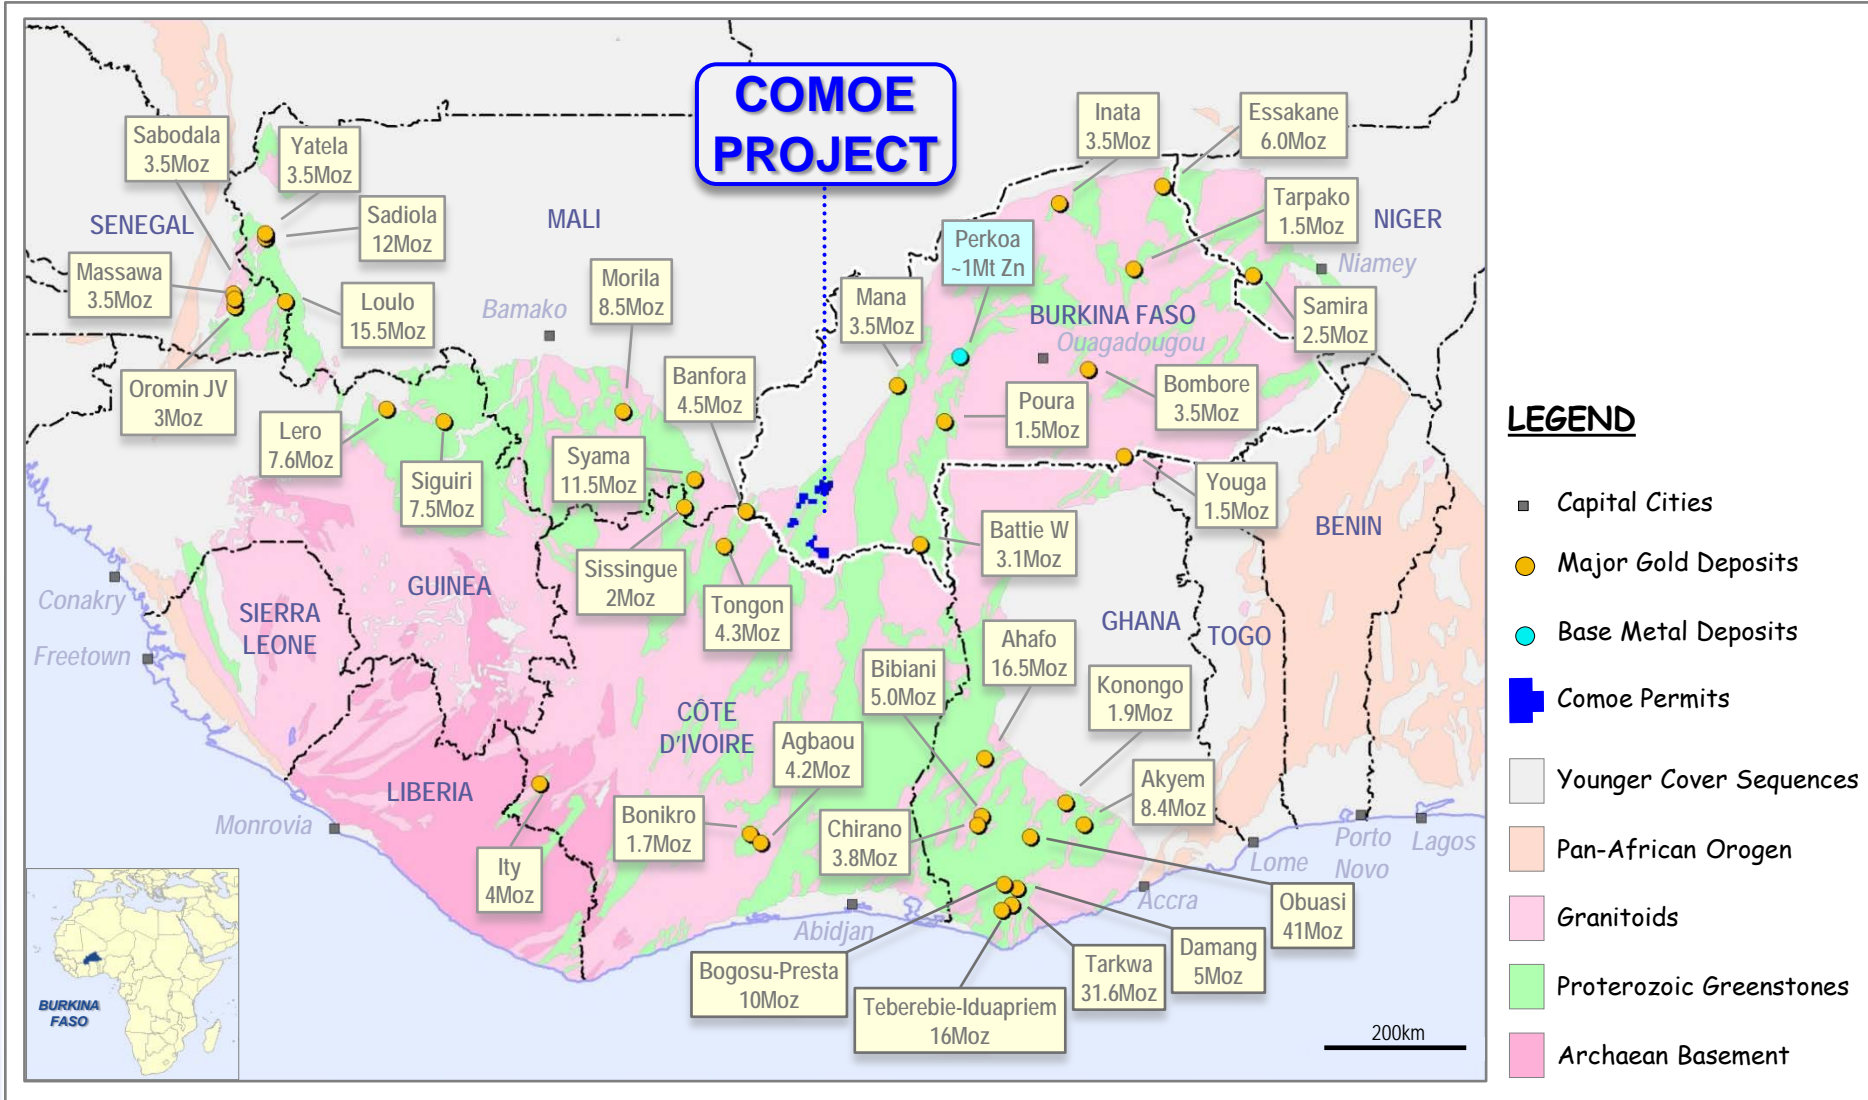 COMOE
PROJECT
Inata
3.5Moz
Essakane
6.0Moz
Sabodala
3.5Moz
Yatela
3.5Moz
Tarpako
1.5Moz
Sadiola
12Moz
SENEGAL
MALI
NIGER
Perkoa
~1Mt Zn
Niamey
Massawa
3.5Moz
Loulo
15.5Moz
Morila
8.5Moz
Bamako
Mana
3.5Moz
BURKINA FASO
Ouagadougou
Samira
2.5Moz
Oromin JV
3Moz
Banfora
4.5Moz
Poura
1.5Moz
Bombore
3.5Moz
Lero
7.6Moz
Siguiri
7.5Moz
Syama
11.5Moz
Youga
1.5Moz
BENIN
Battie W
3.1Moz
Sissingue
2Moz
Tongon
4.3Moz
GUINEA
SIERRA
LEONE
Conakry
Freetown
GHANA
TOGO
Ahafo
16.5Moz
Bibiani
5.0Moz
Konongo
1.9Moz
CÔTE
D'IVOIRE
Agbaou
4.2Moz
Akyem
8.4Moz
LIBERIA
Monrovia
Bonikro
1.7Moz
Chirano
3.8Moz
Ity
4Moz
Lome
Porto
Novo
Lagos
Accra
Abidjan
Obuasi
41Moz
Damang
5Moz
Tarkwa
31.6Moz
Bogosu-Presta
10Moz
Teberebie-Iduapriem
16Moz
200km
BURKINA
FASO
LEGEND
Capital Cities
Major Gold Deposits
Base Metal Deposits
Comoe Permits
Younger Cover Sequences
Pan-African Orogen
Granitoids
Proterozoic Greenstones
Archaean Basement